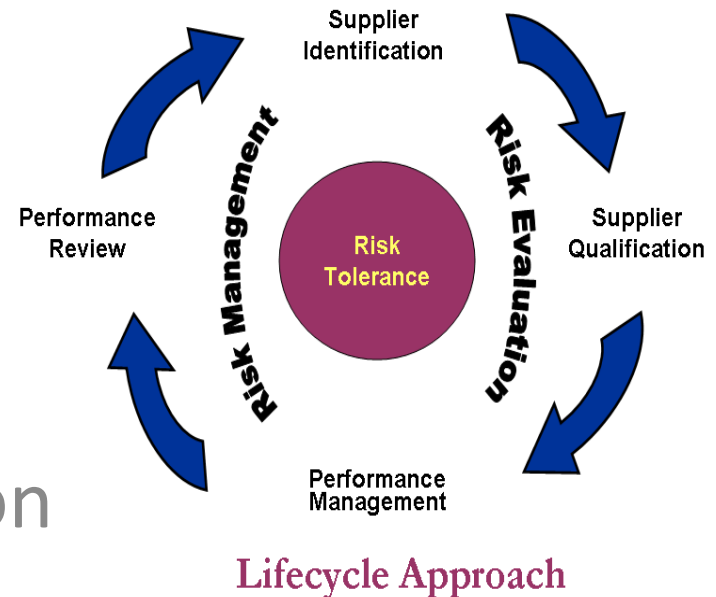 Supplier
Identification
Risk Management
Risk Evaluation
Performance
Review
Risk
Tolerance
Supplier
Qualification
Performance
Management
on
Lifecycle Approach